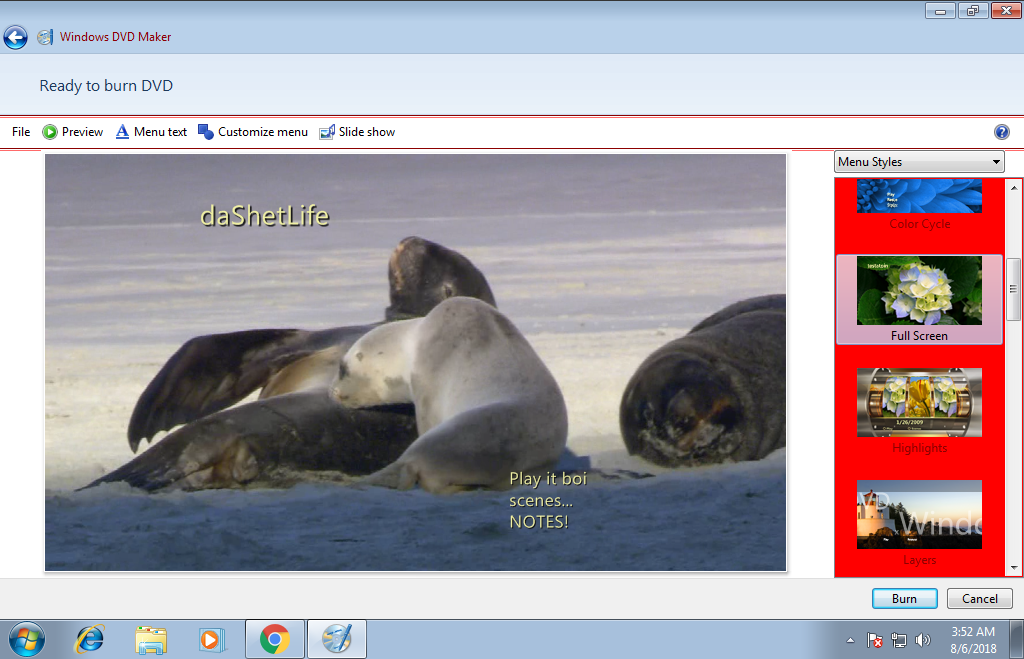 Windows DVD Maker
Ready to burn DVD
File Preview Menu text Customize menu Slide show
daShetLife
Play it boi
scenes...
NOTES!
Menu Styles
Color Cycle
Full Screen
1/26/2009
Highlights
Windo
Layers
Burn Cancel
3:52 AM
8/6/2018